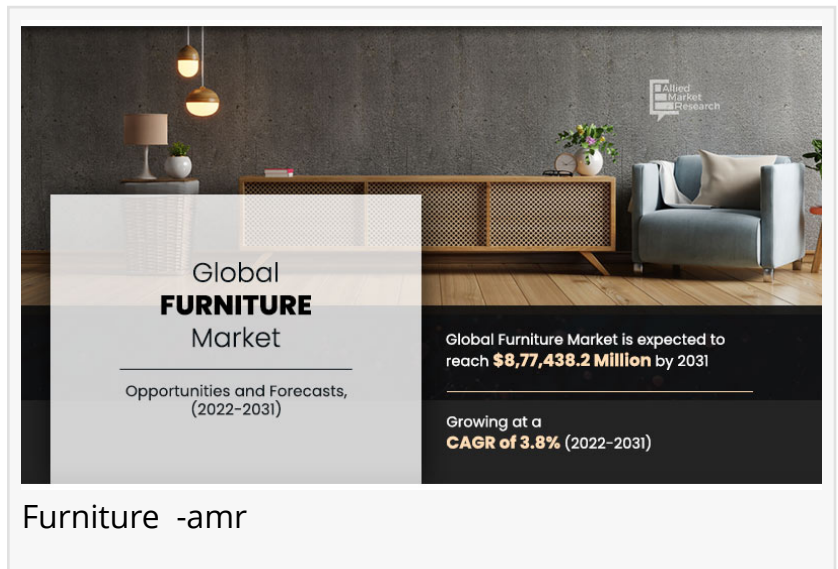 Allied
Market
Research
Global
FURNITURE
Market
Opportunities and Forecasts,
(2022-2031)
Global Furniture Market is expected to
reach $8,77,438.2 Million by 2031
Growing at a
CAGR of 3.8% (2022-2031)
Furniture -amr